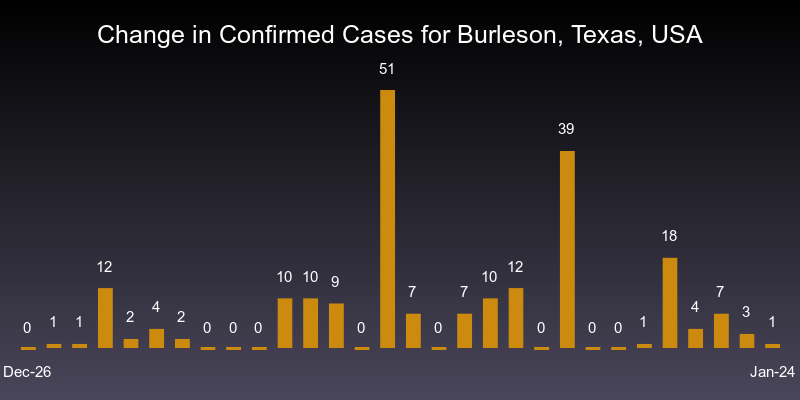 Change in Confirmed Cases for Burleson, Texas, USA
0 1 1 12 2 4 2 0 0 0 10 10 9 0 51 7 0 7 10 12 0 39 0 0 1 18 4 7 3 1
Dec-26 Jan-24